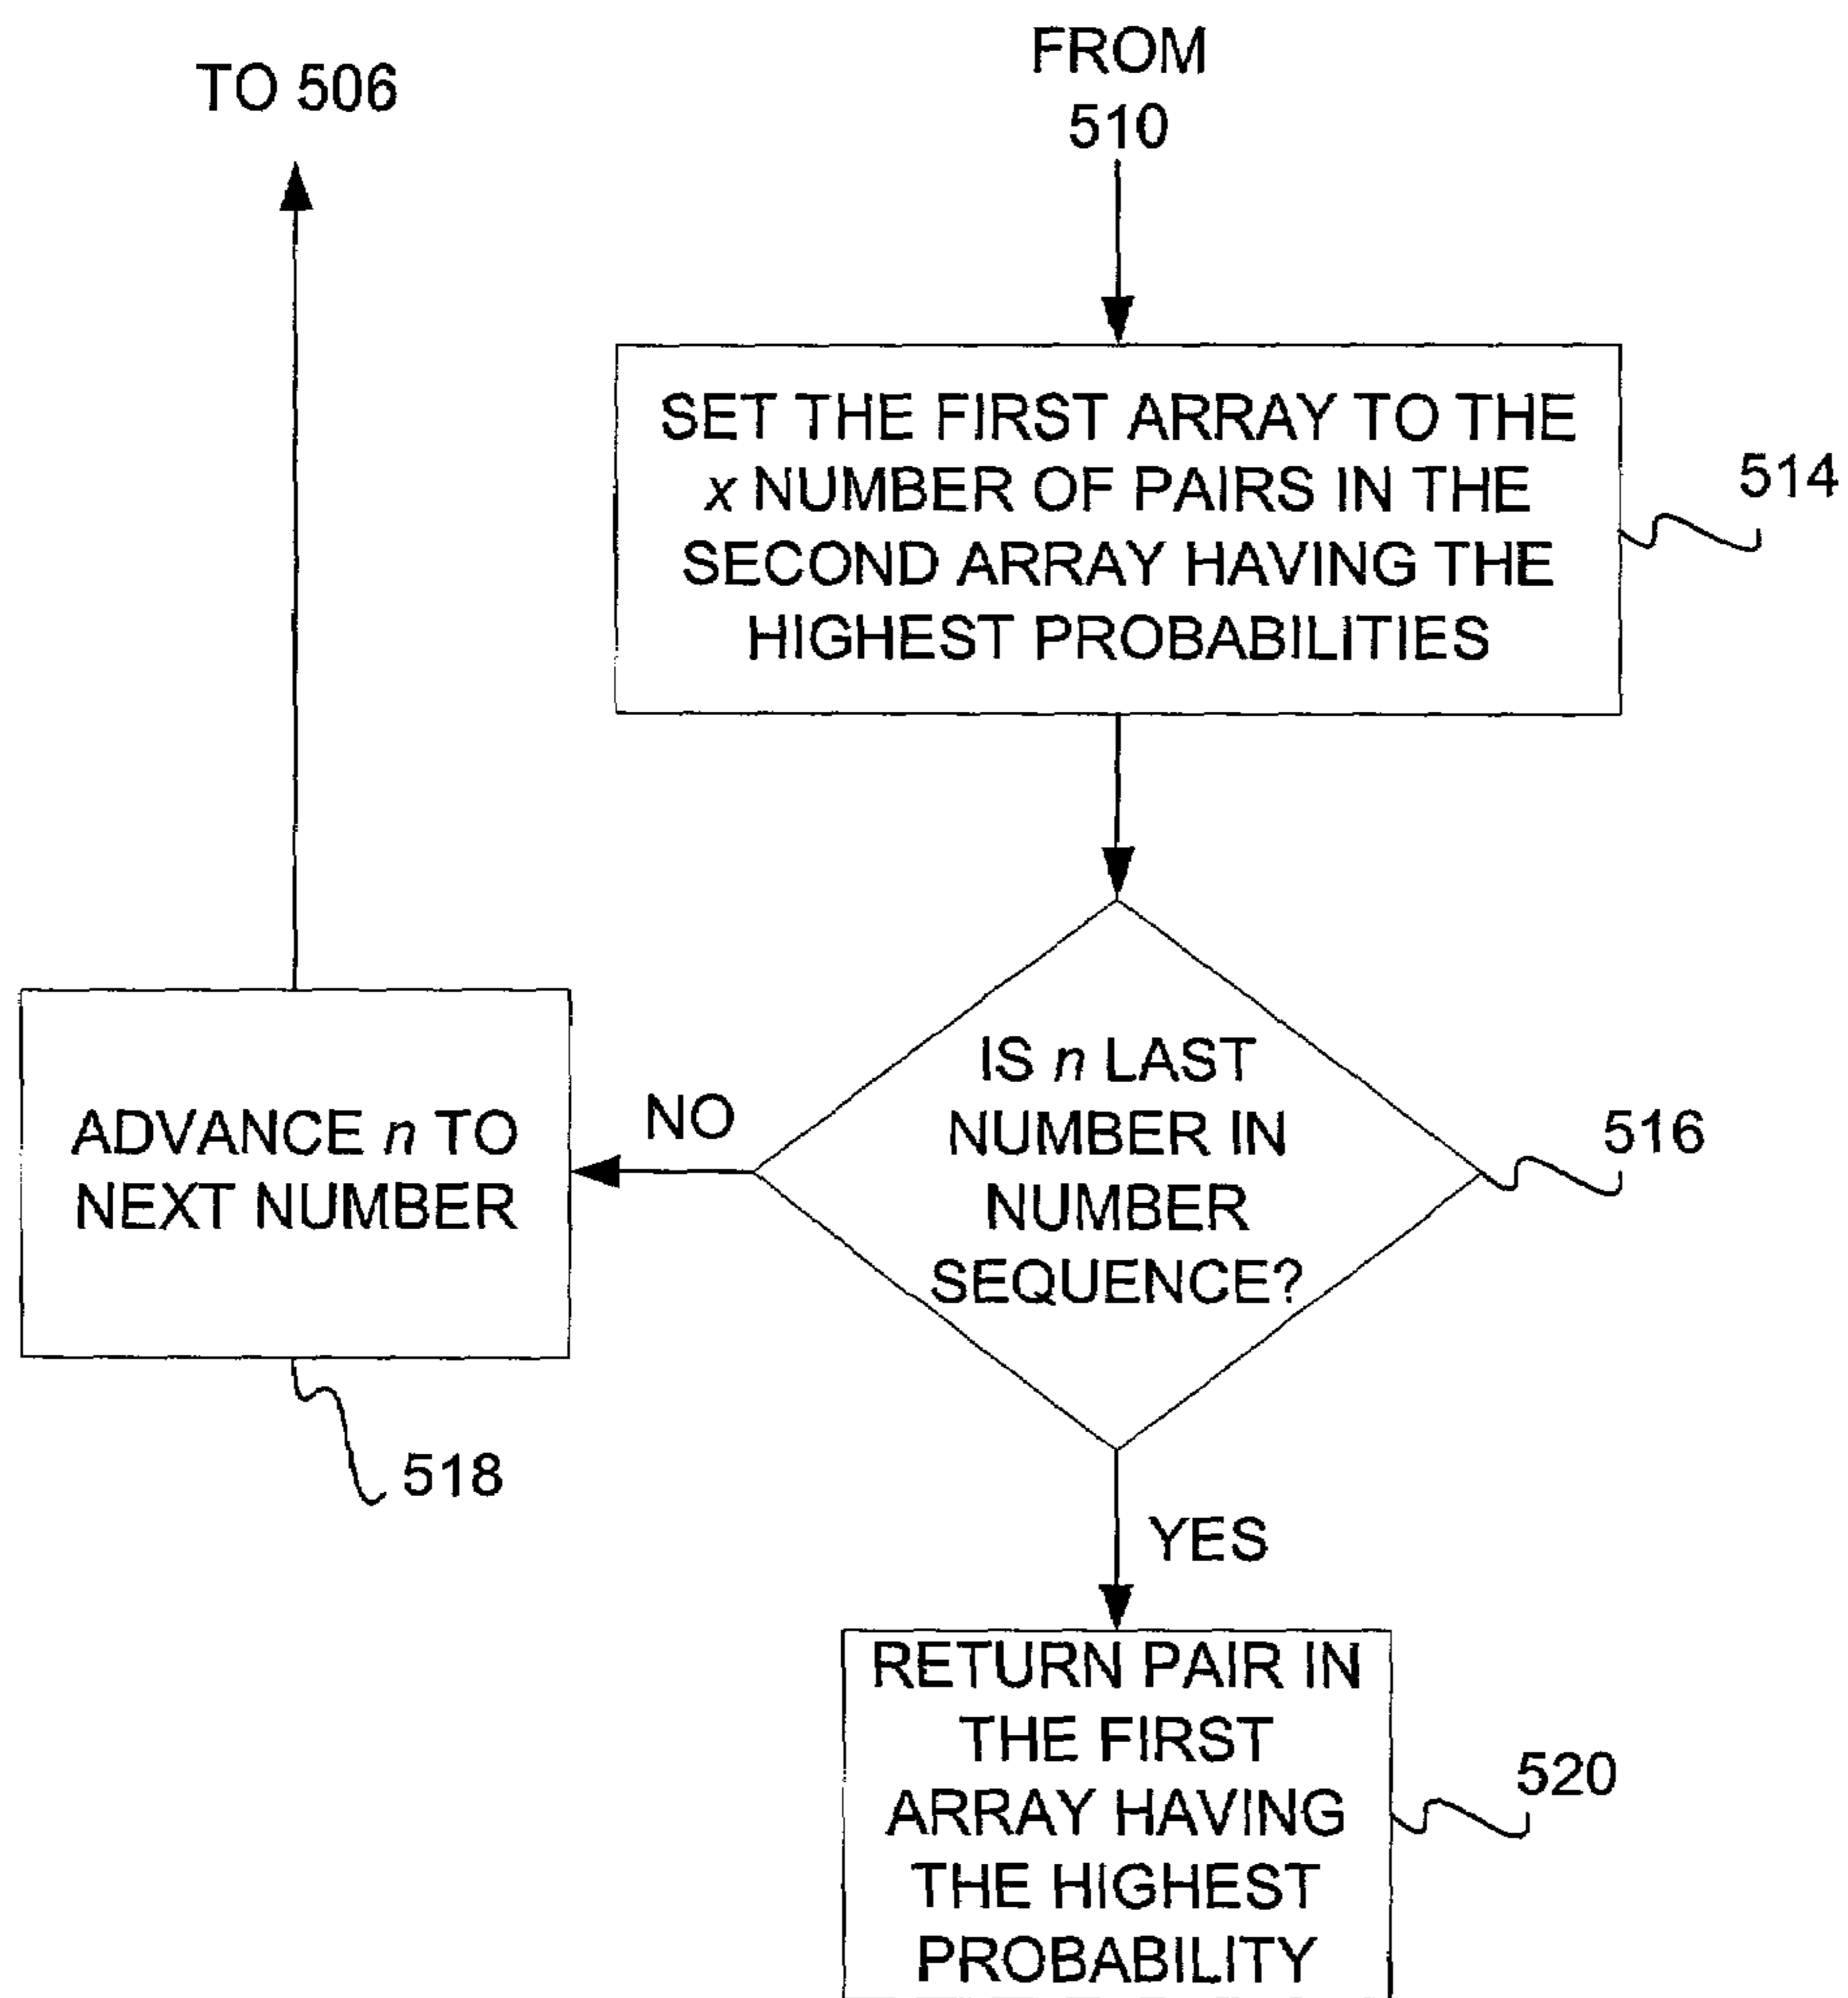 TO 506
FROM
510
SET THE FIRST ARRAY TO THE
x NUMBER OF PAIRS IN THE
SECOND ARRAY HAVING THE
HIGHEST PROBABILITIES
514
IS n LAST
NUMBER IN
NUMBER
SEQUENCE?
516
NO
ADVANCE n TO
NEXT NUMBER
518
YES
RETURN PAIR IN
THE FIRST
ARRAY HAVING
THE HIGHEST
PROBABILITY
520